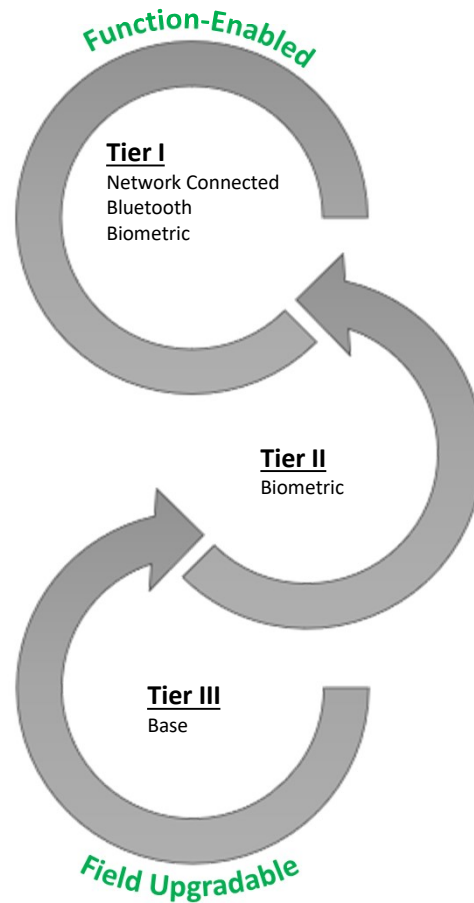 Function-Enabled
Tier I
Network Connected
Bluetooth
Biometric
Tier II
Biometric
Tier III
Base
Field Upgradable